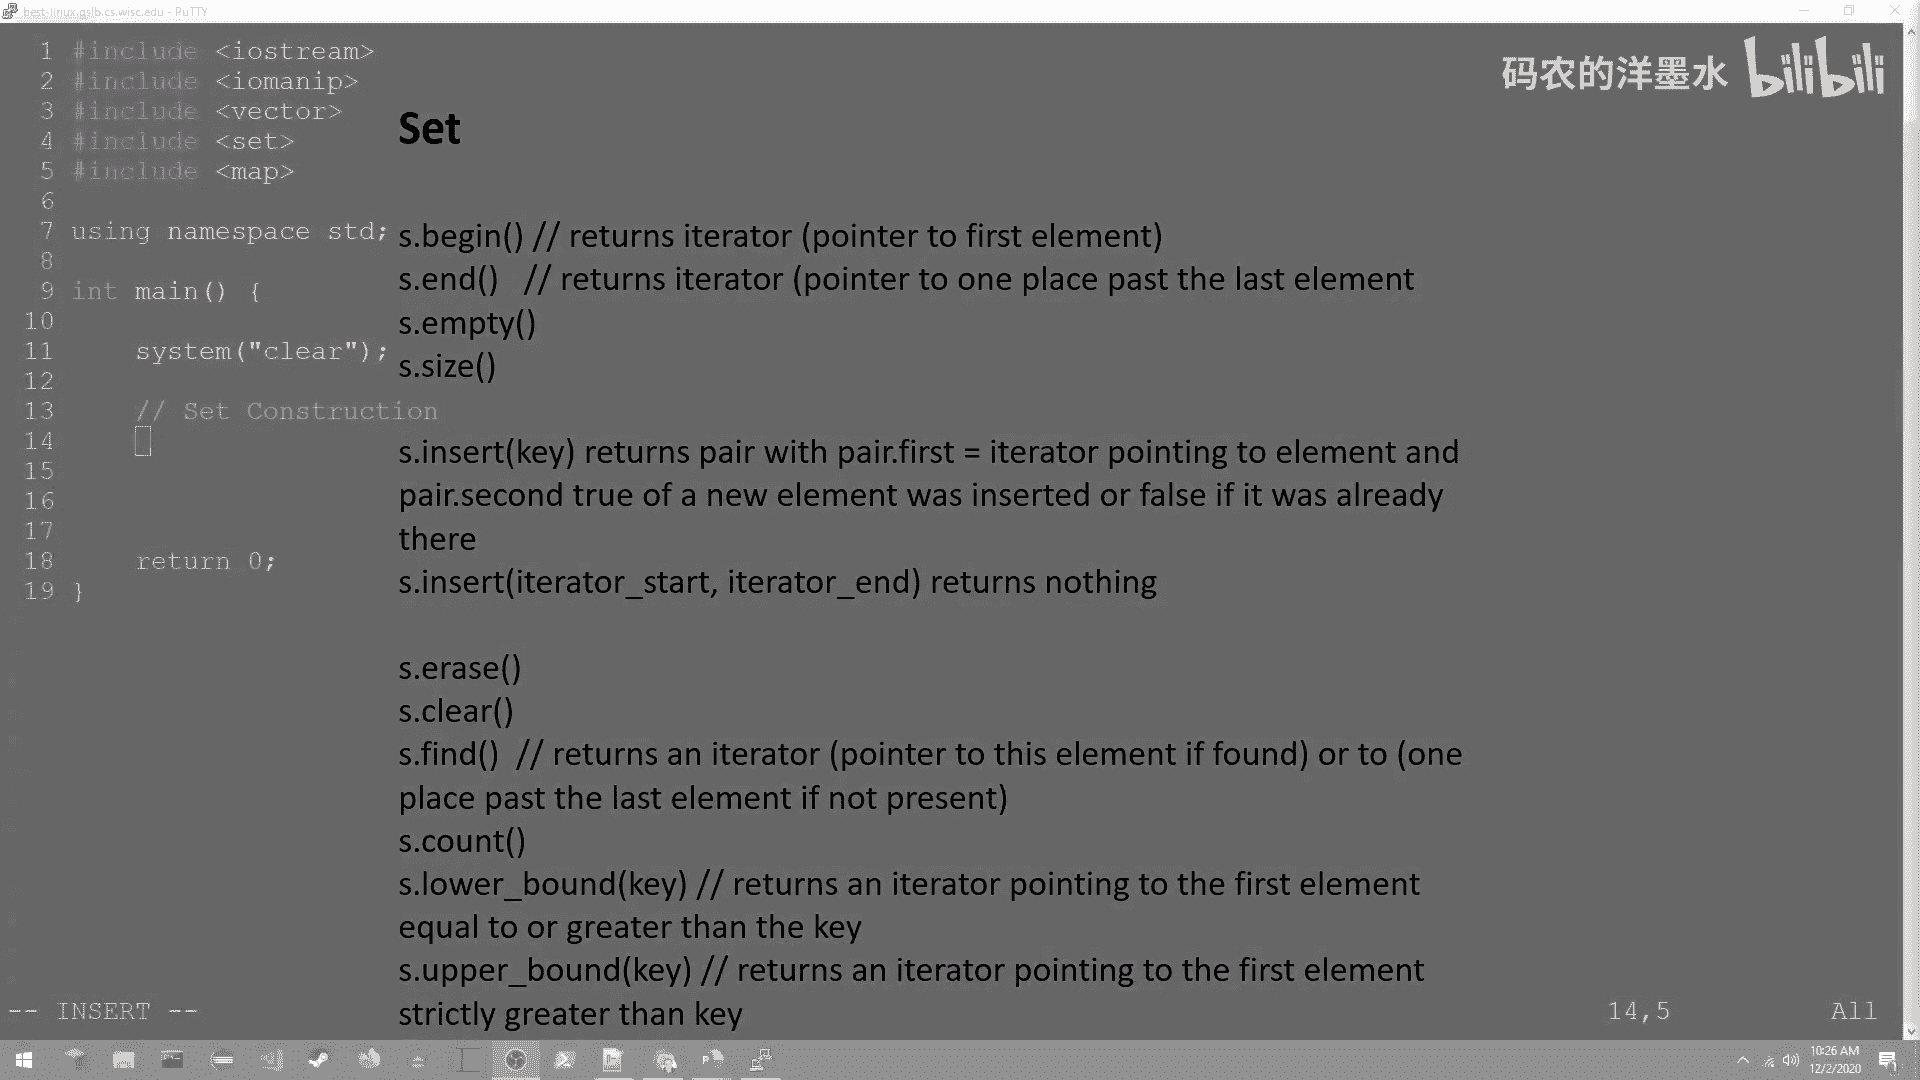 best-linux.gslb.cs.wisc.edu - PuTTY
码农的洋墨水 bilibili
1 #include <iostream>
2 #include <iomanip>
3 #include <vector>
4 #include <set>
5 #include <map>
6
7 using namespace std;
8
9 int main() {
10
11 system("clear");
12
13 // Set Construction
14
15
16
17
18 return 0;
19 }
Set
s.begin() // returns iterator (pointer to first element)
s.end() // returns iterator (pointer to one place past the last element
s.empty()
s.size()
s.insert(key) returns pair with pair.first = iterator pointing to element and
pair.second true of a new element was inserted or false if it was already
there
s.insert(iterator_start, iterator_end) returns nothing
s.erase()
s.clear()
s.find() // returns an iterator (pointer to this element if found) or to (one
place past the last element if not present)
s.count()
s.lower_bound(key) // returns an iterator pointing to the first element
equal to or greater than the key
s.upper_bound(key) // returns an iterator pointing to the first element
strictly greater than key
-- INSERT -- 14,5 All
10:26 AM
12/2/2020